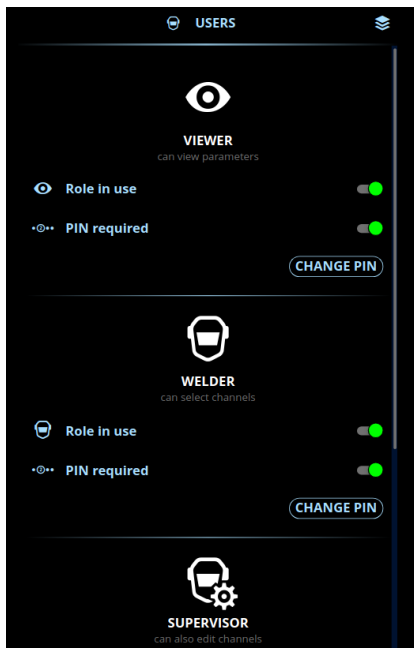 USERS
VIEWER
can view parameters
Role in use
PIN required
CHANGE PIN
WELDER
can select channels
Role in use
PIN required
CHANGE PIN
SUPERVISOR
can also edit channels